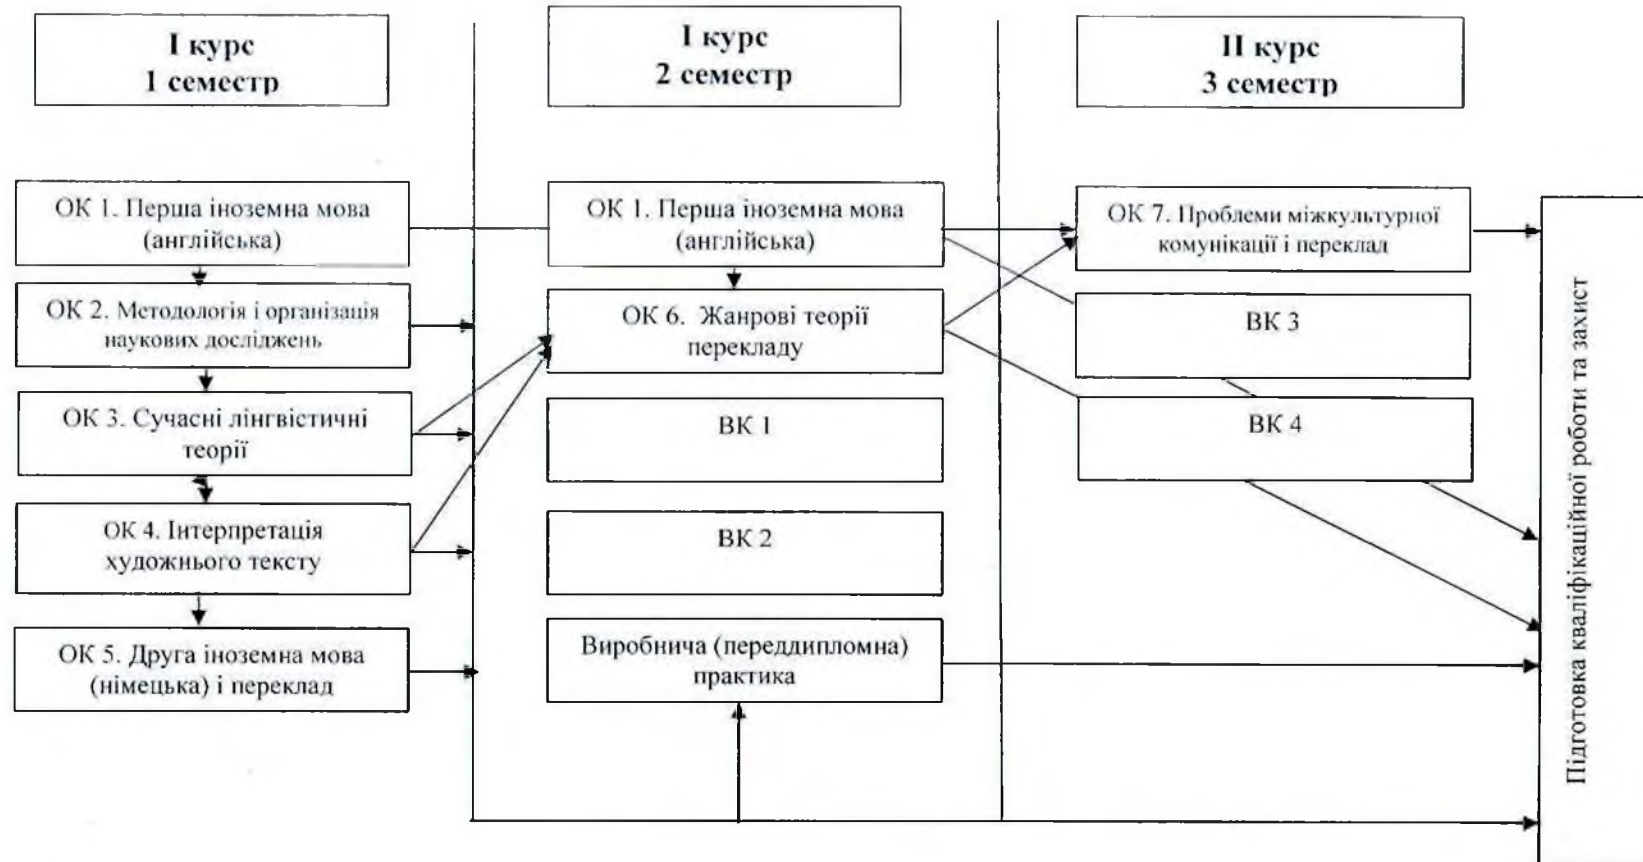 І курс
1 семестр
І курс
2 семестр
ІІ курс
3 семестр
ОК 1. Перша іноземна мова
(англійська)
ОК 2. Методологія і організація
наукових досліджень
ОК 3. Сучасні лінгвістичні
теорії
ОК 4. Інтерпретація
художнього тексту
ОК 5. Друга іноземна мова
(німецька) і переклад
ОК 1. Перша іноземна мова
(англійська)
ОК 6. Жанрові теорії
перекладу
ВК 1
ВК 2
Виробнича (переддипломна)
практика
ОК 7. Проблеми міжкультурної
комунікації і переклад
ВК 3
ВК 4
Підготовка кваліфікаційної роботи та захист